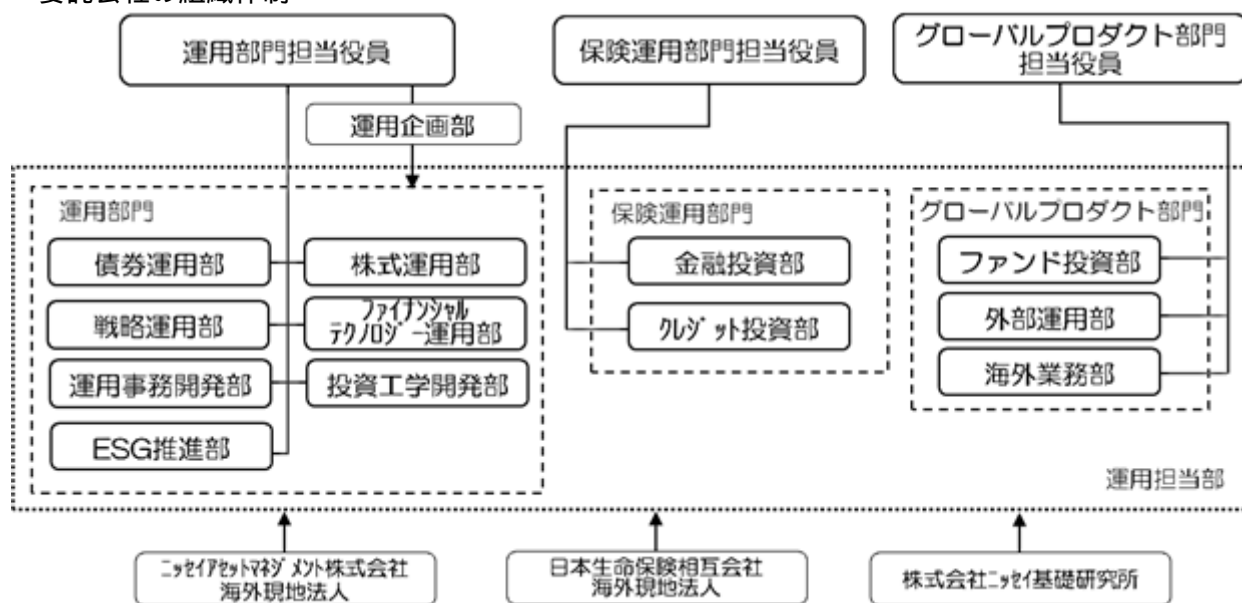 委託会社の組織体制
運用部門担当役員
保険運用部門担当役員
グローバルプロダクト部門
担当役員
運用企画部
運用部門
保険運用部門
グローバルプロダクト部門
債券運用部
株式運用部
金融投資部
ファンド投資部
戦略運用部
ファイナンシャル
テクノロジー運用部
クレジット投資部
外部運用部
運用事務開発部
投資工学開発部
海外業務部
ESG推進部
運用担当部
ニッセイアセットマネジメント株式会社
海外現地法人
日本生命保険相互会社
海外現地法人
株式会社ニッセイ基礎研究所